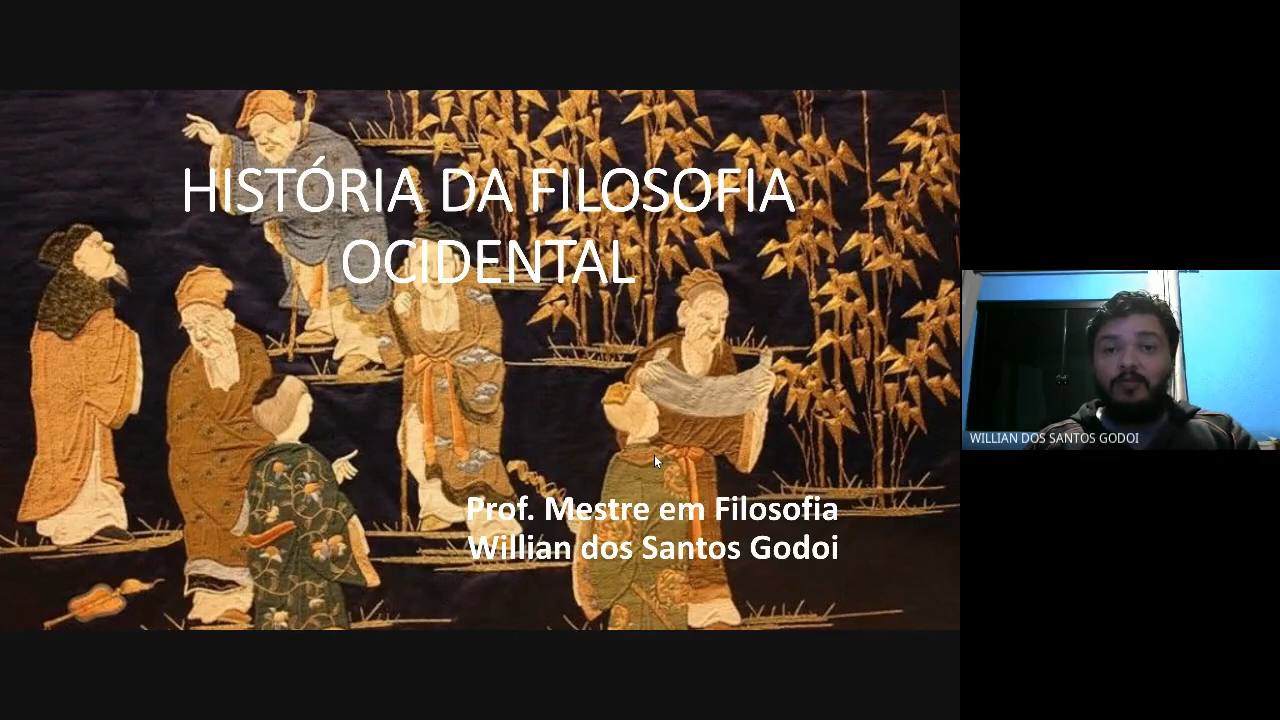 HISTÓRIA DA FILOSOFIA
OCIDENTAL
Prof. Mestre em Filosofia
Willian dos Santos Godoi
WILLIAN DOS SANTOS GODOI